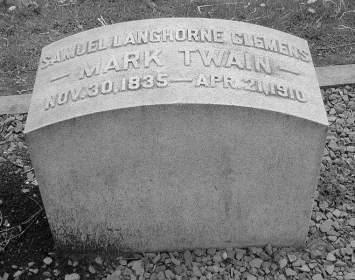 SAMUEL LANGHORNE CLEMENS
— MARK TWAIN —
NOV. 30, 1835 — APR. 21, 1910